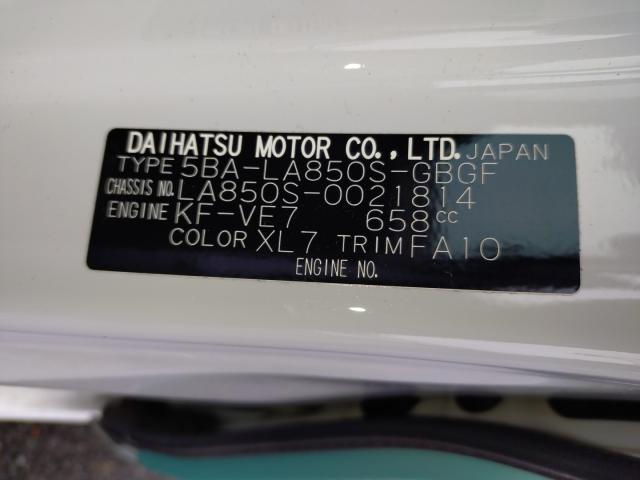 DAIHATSU MOTOR CO., LTD. JAPAN
TYPE 5BA-LA850S-GBGF
CHASSIS NO. LA850S-0021814
ENGINE KF-VE7 658cc
COLOR XL7 TRIM FA10
ENGINE NO.